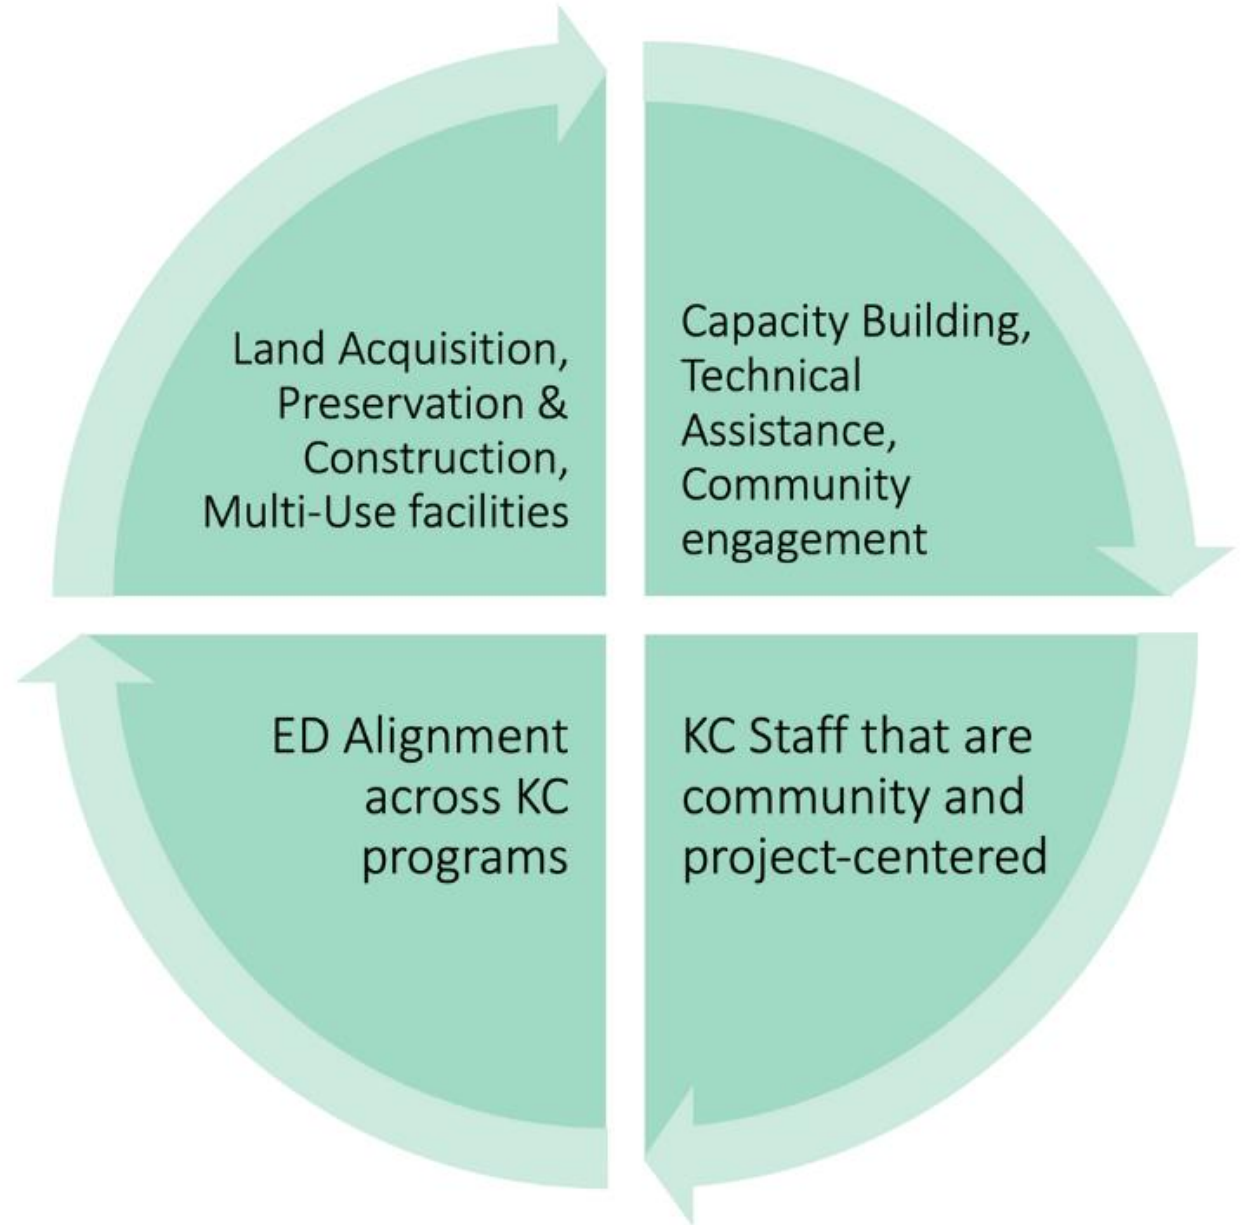 Land Acquisition,
Preservation &
Construction,
Multi-Use facilities
Capacity Building,
Technical
Assistance,
Community
engagement
ED Alignment
across KC
programs
KC Staff that are
community and
project-centered